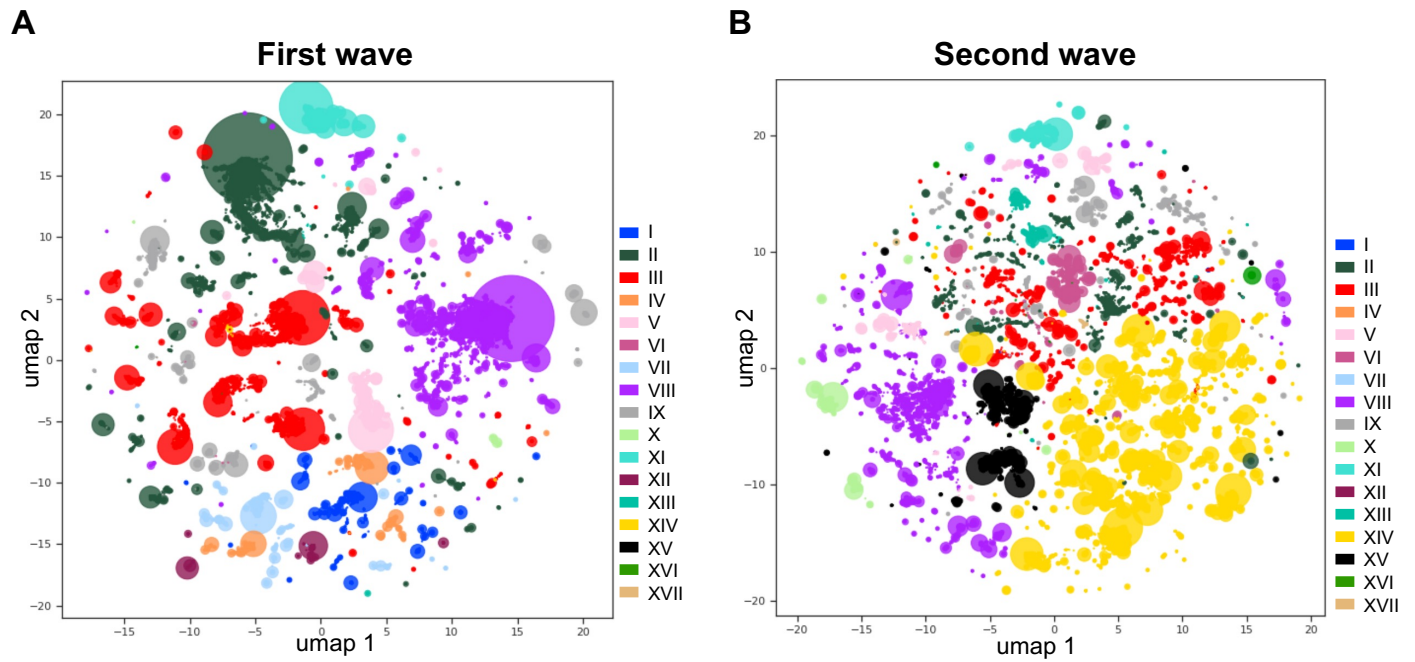 A
First wave
20
15
10
5
0
−5
−10
−15
−20
−15
−10
−5
0
5
10
15
20
umap 2
umap 1
I
II
III
IV
V
VI
VII
VIII
IX
X
XI
XII
XIII
XIV
XV
XVI
XVII
B
Second wave
20
10
0
−10
−20
−20
−15
−10
−5
0
5
10
15
20
umap 2
umap 1
I
II
III
IV
V
VI
VII
VIII
IX
X
XI
XII
XIII
XIV
XV
XVI
XVII